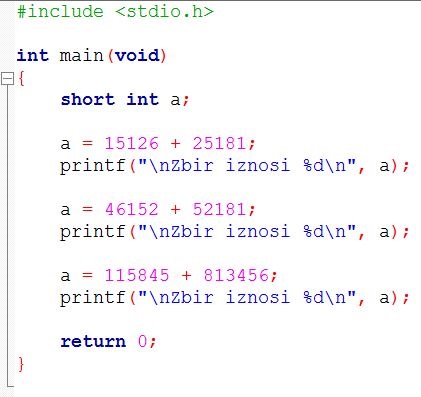 #include <stdio.h>
int main(void)
{
short int a;
a = 15126 + 25181;
printf("\nZbir iznosi %d\n", a);
a = 46152 + 52181;
printf("\nZbir iznosi %d\n", a);
a = 115845 + 813456;
printf("\nZbir iznosi %d\n", a);
return 0;
}